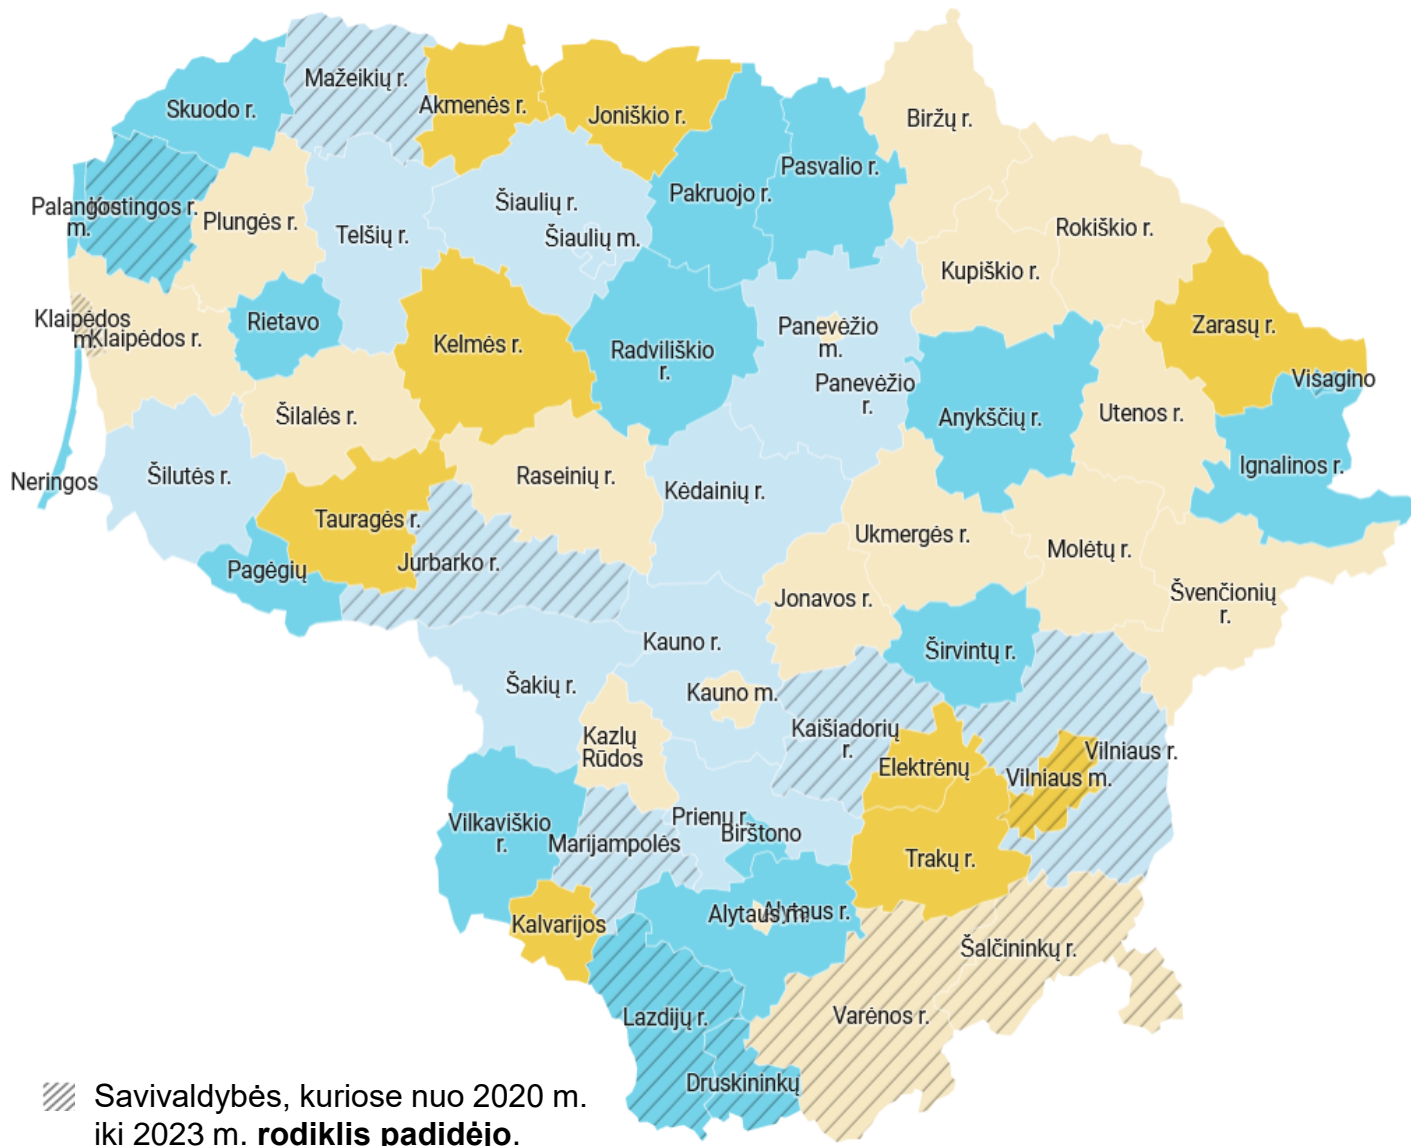 Mažeikių r.
Skuodo r.
Akmenės r.
Joniškio r.
Biržų r.
Pasvalio r.
Pakruojo r.
Palangos
m.
Kretingos r.
Plungės r.
Šiaulių r.
Telšių r.
Šiaulių m.
Rokiškio r.
Kupiškio r.
Klaipėdos
m.
Klaipėdos r.
Rietavo
Kelmės r.
Radviliškio
r.
Panevėžio
m.
Zarasų r.
Visagino
Panevėžio
r.
Anykščių r.
Utenos r.
Šilalės r.
Neringos
Šilutės r.
Raseinių r.
Kėdainių r.
Ignalinos r.
Tauragės r.
Ukmergės r.
Molėtų r.
Pagėgių
Jurbarko r.
Jonavos r.
Švenčionių
r.
Kauno r.
Širvintų r.
Šakių r.
Kauno m.
Kazlų
Rūdos
Kaišiadorių
r.
Elektrėnų
Vilniaus r.
Vilniaus m.
Vilkaviškio
r.
Marijampolės
Prienų r.
Birštono
Trakų r.
Kalvarijos
Alytaus m.
Alytaus r.
Šalčininkų r.
Lazdijų r.
Varėnos r.
Druskininkų
Savivaldybės, kuriose nuo 2020 m.
iki 2023 m. rodiklis padidėjo.